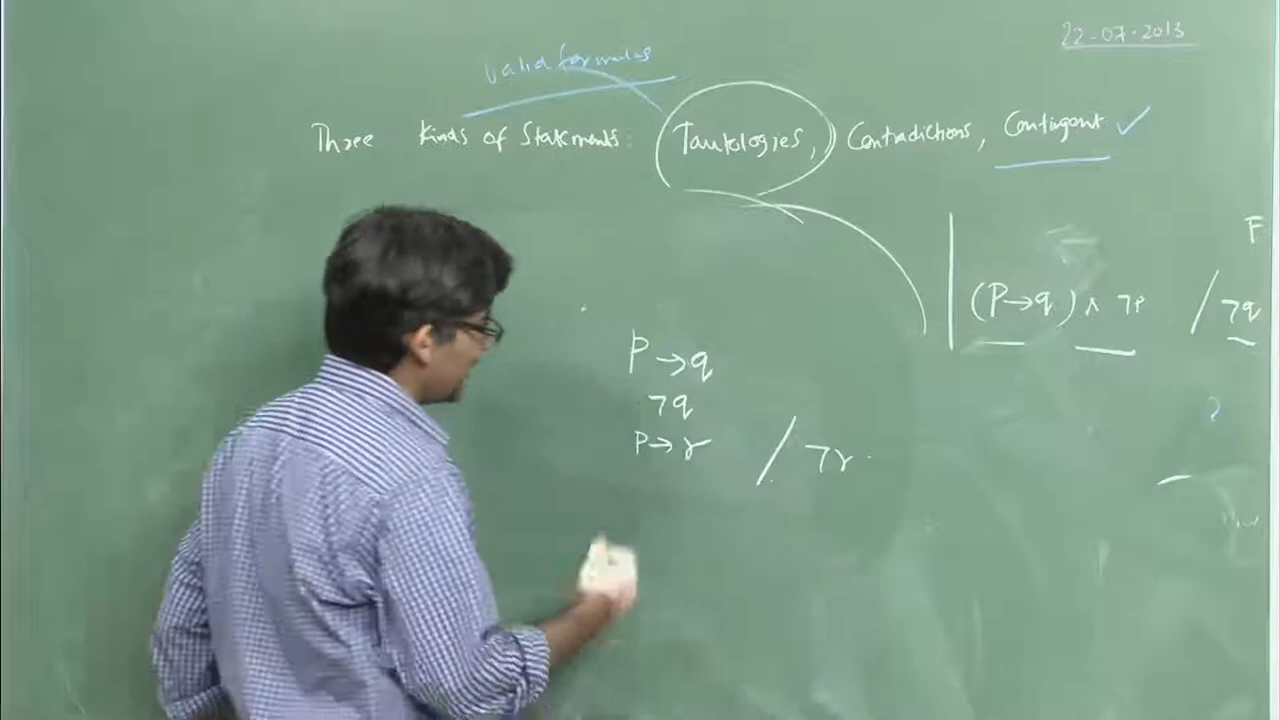 22-07-2013
Valid formulas
Three Kinds of Statements: Tautologies, Contradictions, Contingent ✓
F
(P→q) ∧ ¬P / ¬q
P→q
¬q
P→r / ¬r
?